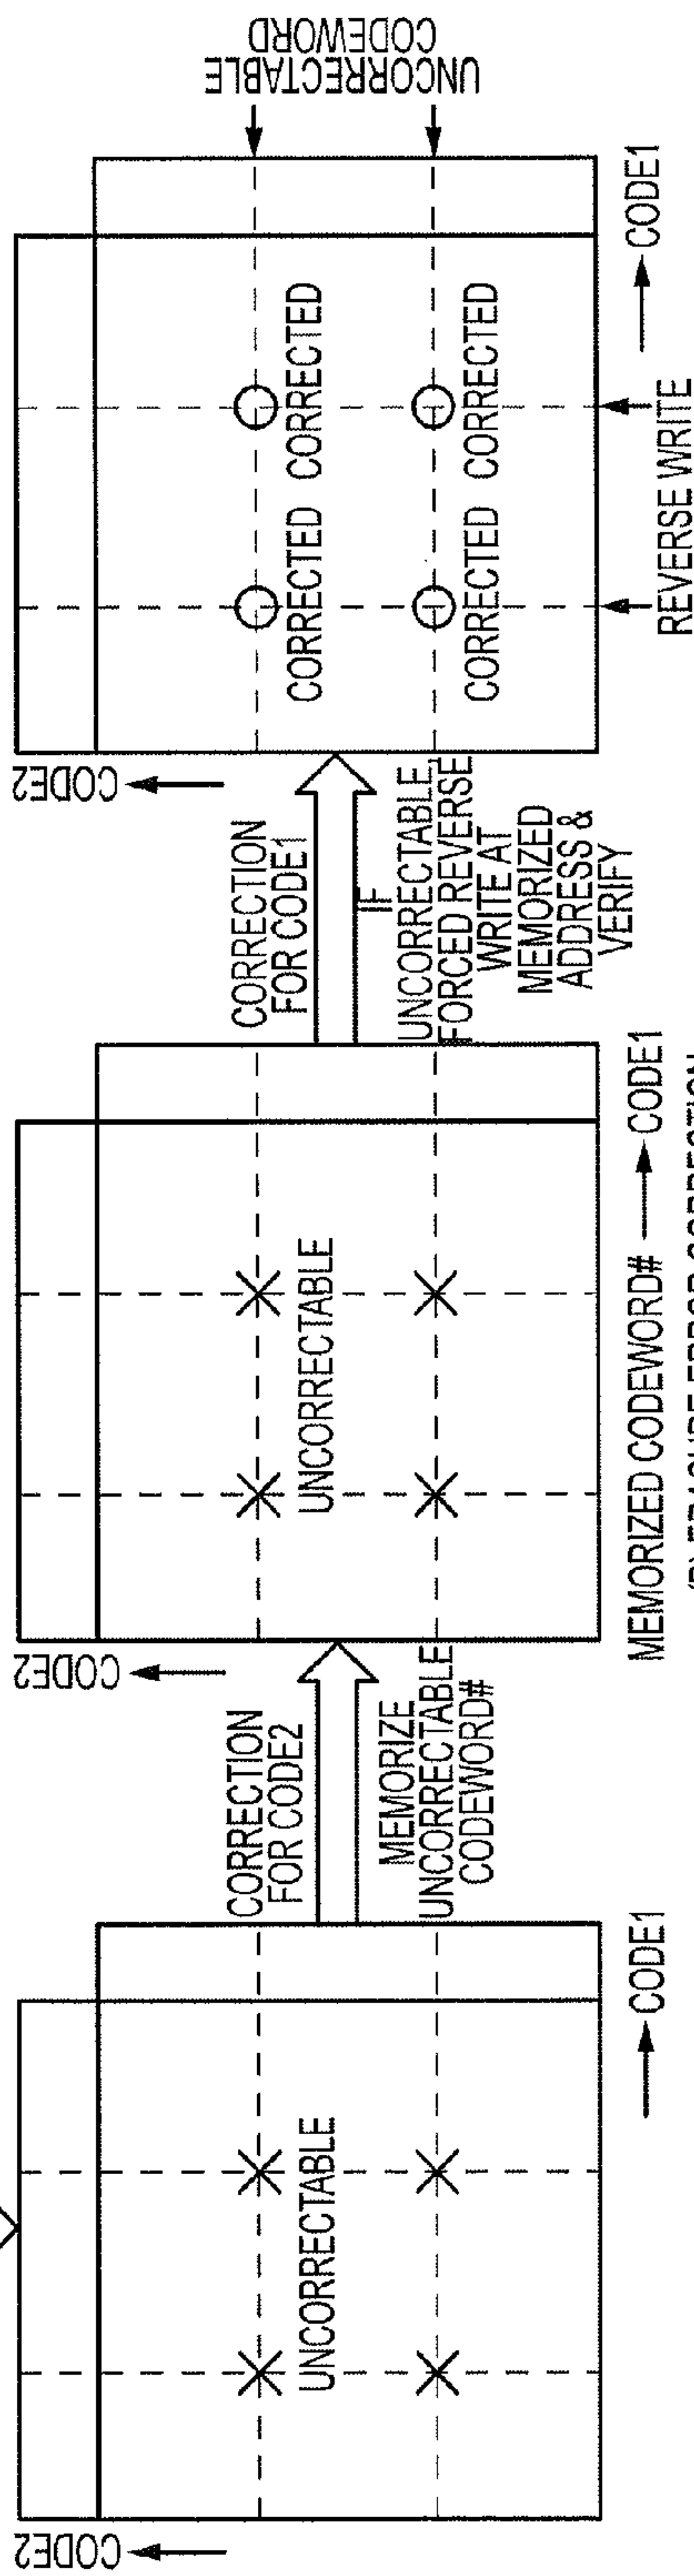 CODE2
UNCORRECTABLE
CODE1
CORRECTION
FOR CODE2
MEMORIZE
UNCORRECTABLE
CODEWORD#
CODE2
UNCORRECTABLE
MEMORIZED CODEWORD#
CODE1
CORRECTION
FOR CODE1
IF
UNCORRECTABLE,
FORCED REVERSE
WRITE AT
MEMORIZED
ADDRESS &
VERIFY
CODE2
CORRECTED
CORRECTED
CORRECTED
CORRECTED
REVERSE WRITE
CODE1
UNCORRECTABLE
CODEWORD